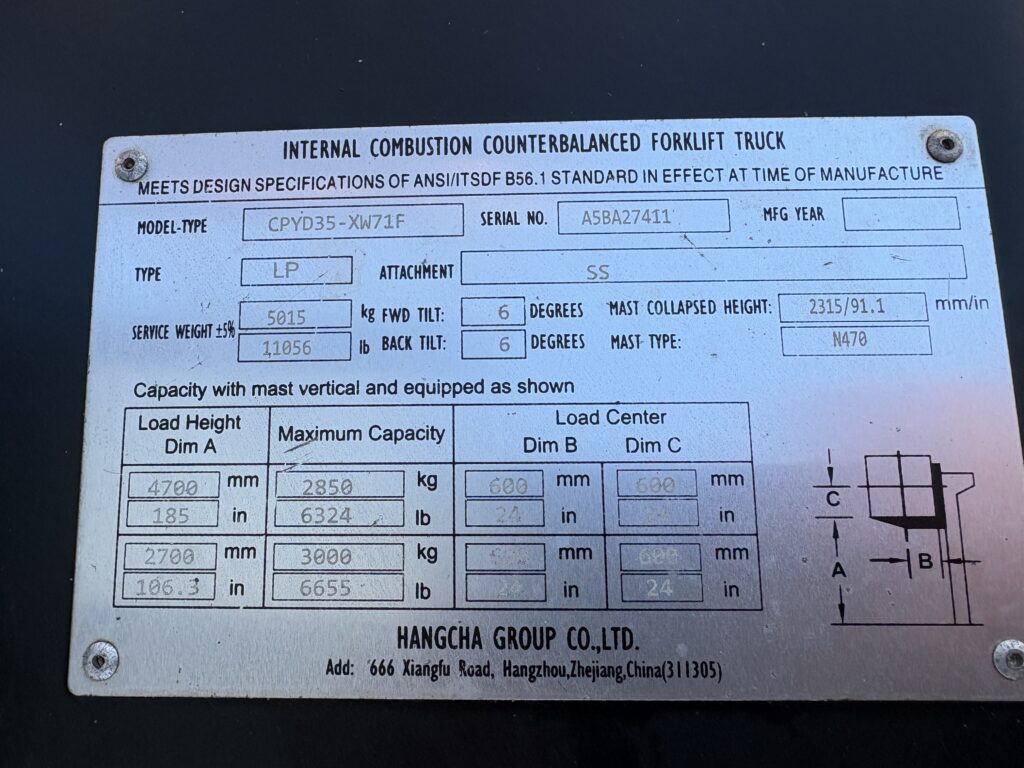 INTERNAL COMBUSTION COUNTERBALANCED FORKLIFT TRUCK
MEETS DESIGN SPECIFICATIONS OF ANSI/ITSDF B56.1 STANDARD IN EFFECT AT TIME OF MANUFACTURE
MODEL-TYPE CPYD35-XW71F SERIAL NO. A5BA27411 MFG YEAR
TYPE LP ATTACHMENT SS
SERVICE WEIGHT ±5% 5015 kg FWD TILT: 6 DEGREES MAST COLLAPSED HEIGHT: 2315/91.1 mm/in
11056 lb BACK TILT: 6 DEGREES MAST TYPE: N470
Capacity with mast vertical and equipped as shown
Load Height Maximum Capacity Load Center
Dim A Dim B Dim C
4700 mm 2850 kg 600 mm 600 mm
185 in 6324 lb 24 in 24 in
2700 mm 3000 kg mm 600 mm
106.3 in 6655 lb 24 in 24 in
C
B
A
HANGCHA GROUP CO.,LTD.
Add: 666 Xiangfu Road, Hangzhou,Zhejiang,China(311305)